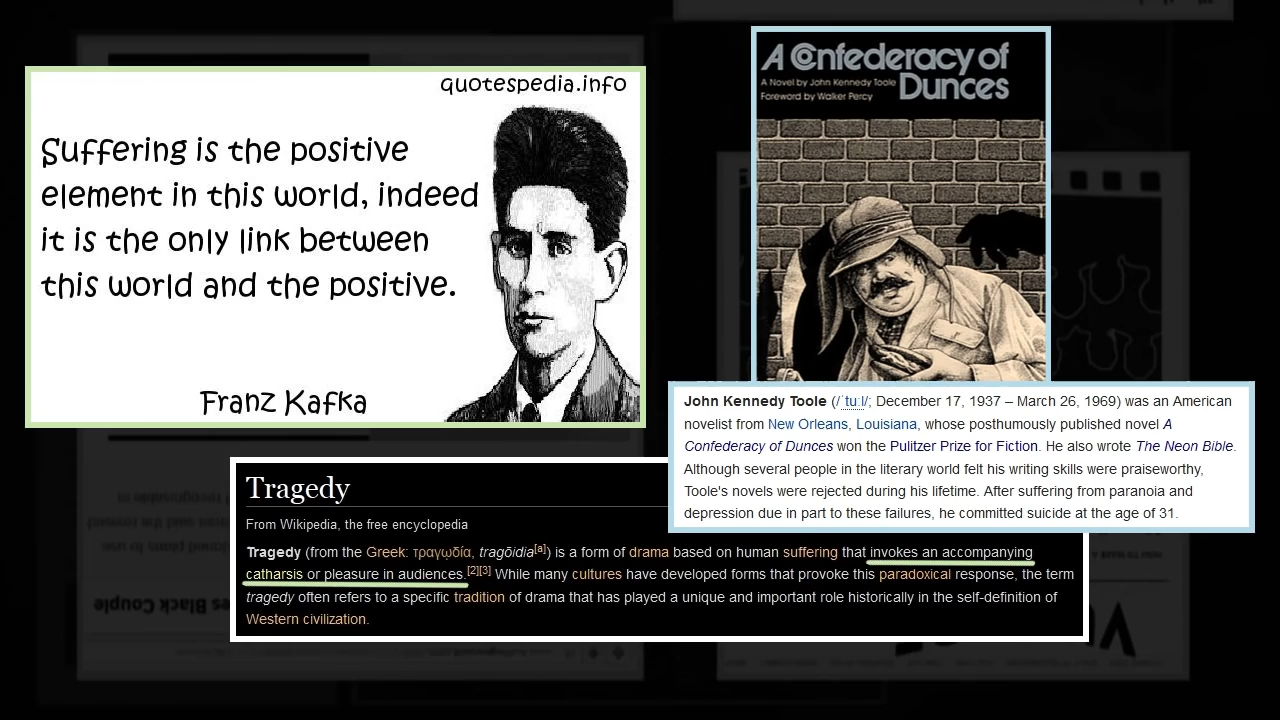 quotespedia.info
Suffering is the positive
element in this world, indeed
it is the only link between
this world and the positive.
Franz Kafka
A Confederacy of
Dunces
A Novel by John Kennedy Toole
Foreword by Walker Percy
John Kennedy Toole (/ˈtuːl/; December 17, 1937 – March 26, 1969) was an American
novelist from New Orleans, Louisiana, whose posthumously published novel A
Confederacy of Dunces won the Pulitzer Prize for Fiction. He also wrote The Neon Bible.
Although several people in the literary world felt his writing skills were praiseworthy,
Toole's novels were rejected during his lifetime. After suffering from paranoia and
depression due in part to these failures, he committed suicide at the age of 31.
Tragedy
From Wikipedia, the free encyclopedia
Tragedy (from the Greek: τραγῳδία, tragōidia[a]) is a form of drama based on human suffering that invokes an accompanying
catharsis or pleasure in audiences.[2][3] While many cultures have developed forms that provoke this paradoxical response, the term
tragedy often refers to a specific tradition of drama that has played a unique and important role historically in the self-definition of
Western civilization.
es Black Couple